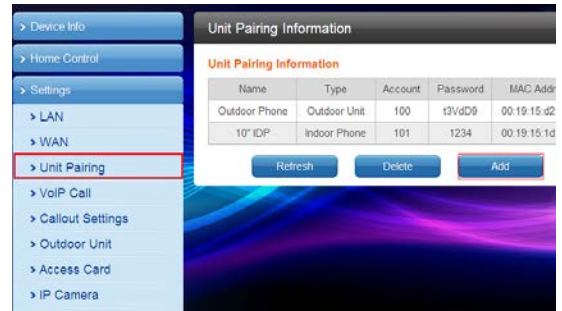 > Device Info
> Home Control
> Settings
> LAN
> WAN
> Unit Pairing
> VoIP Call
> Callout Settings
> Outdoor Unit
> Access Card
> IP Camera
Unit Pairing Information
Unit Pairing Information
Name Type Account Password MAC Addr
Outdoor Phone Outdoor Unit 100 t3VdD9 00:19:15:d2
10" IDP Indoor Phone 101 1234 00:19:15:1d
Refresh Delete Add